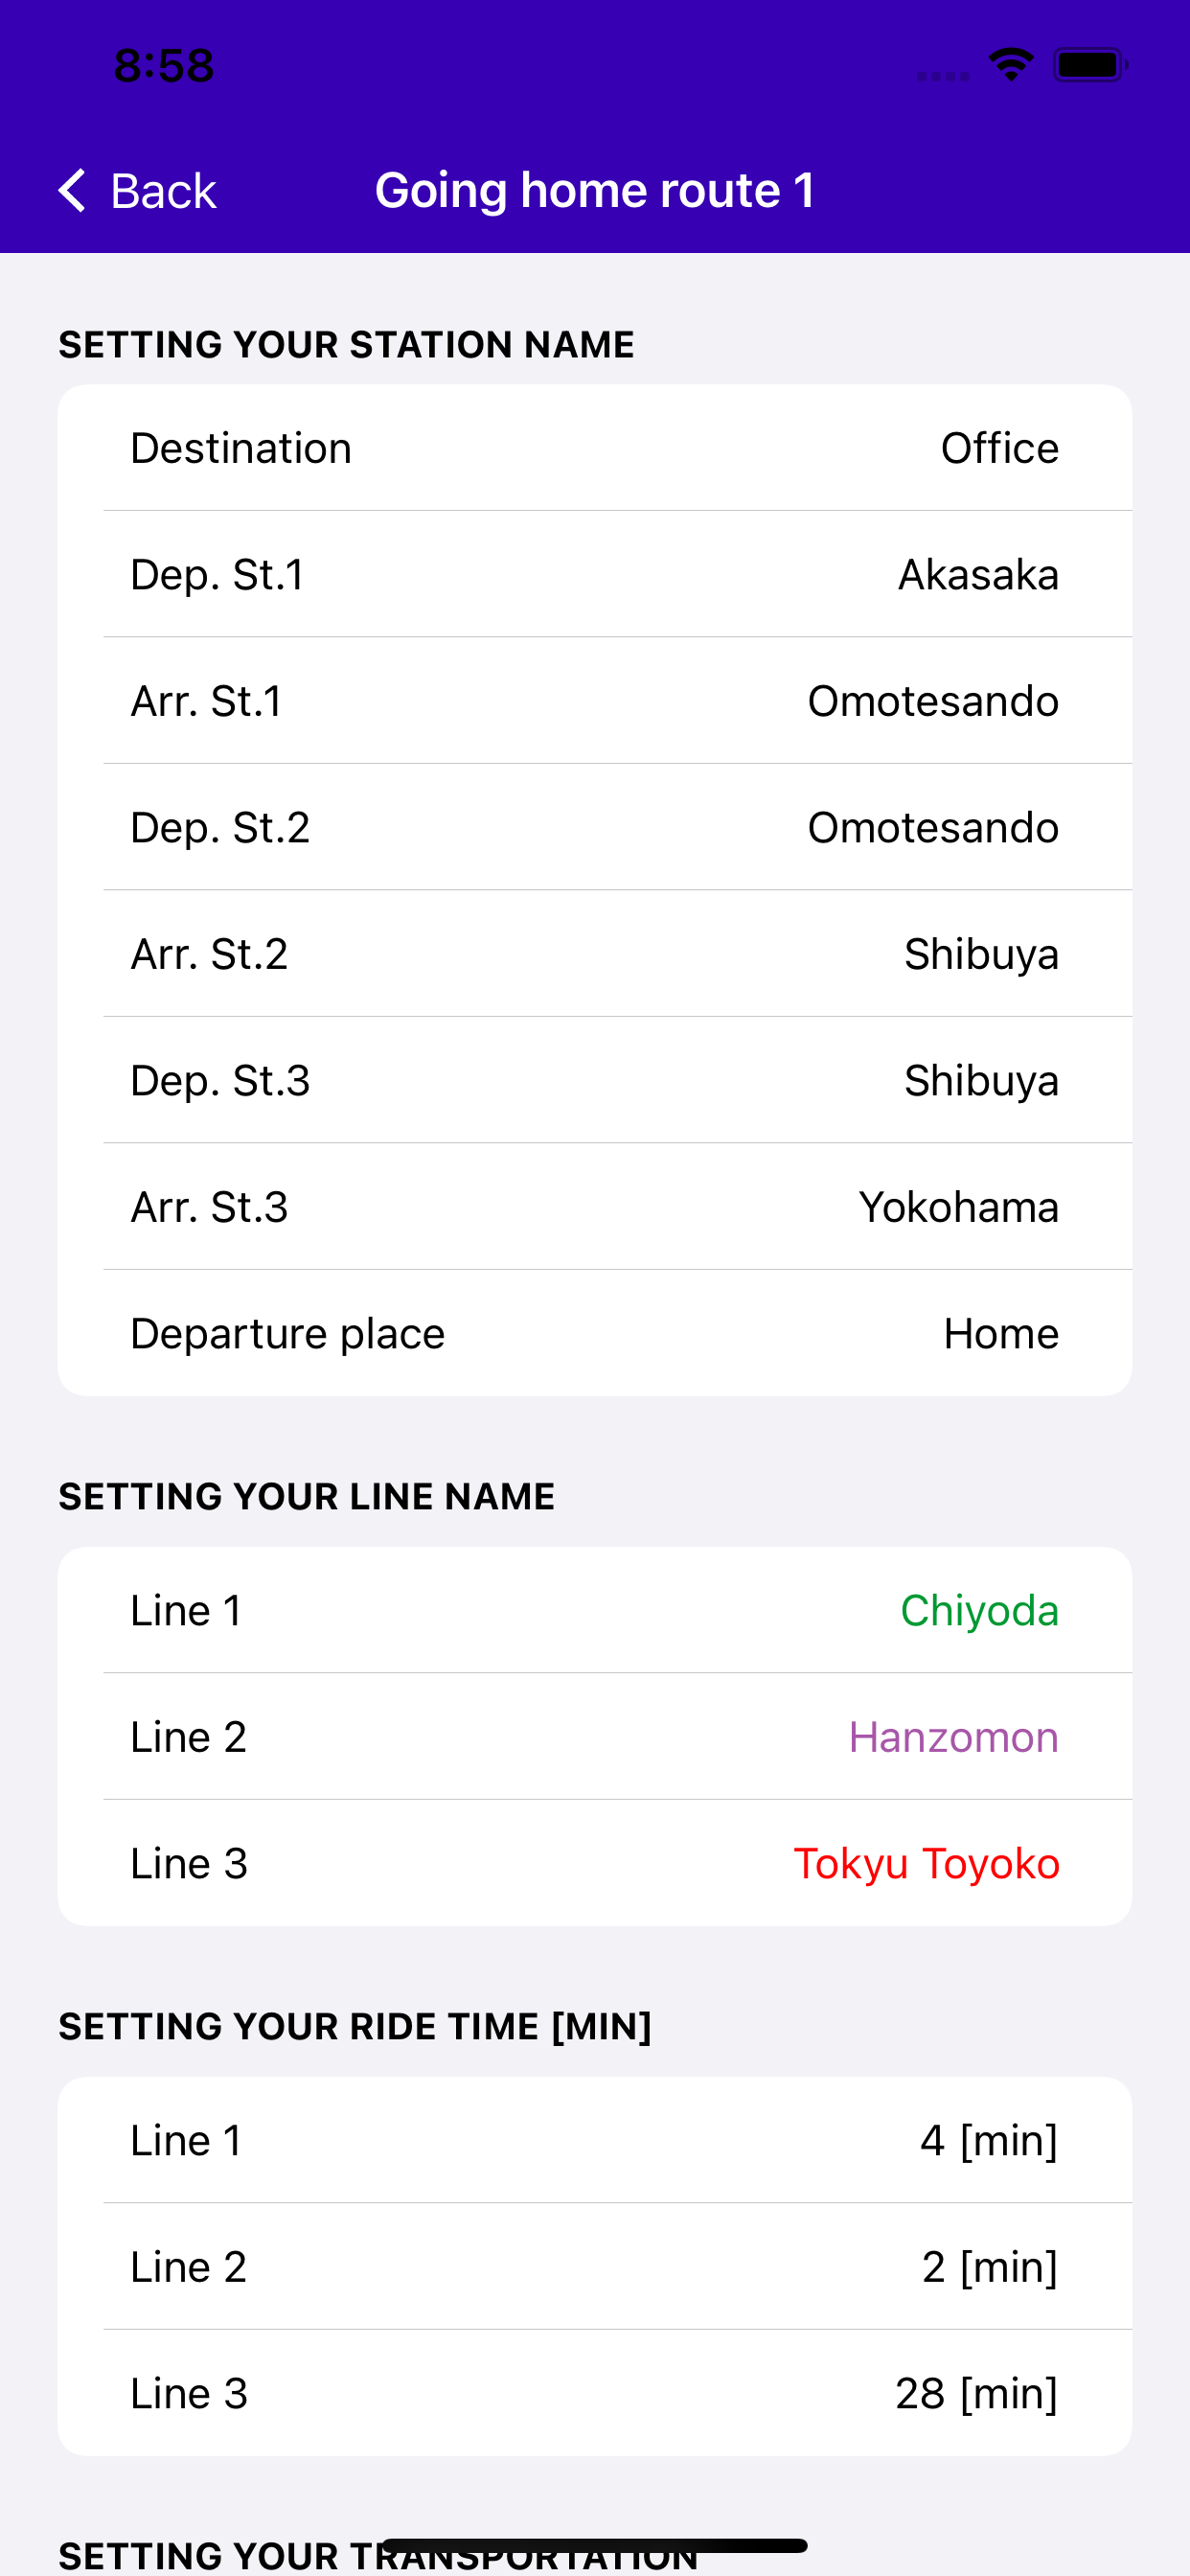 8:58
Back
Going home route 1
SETTING YOUR STATION NAME
Destination Office
Dep. St.1 Akasaka
Arr. St.1 Omotesando
Dep. St.2 Omotesando
Arr. St.2 Shibuya
Dep. St.3 Shibuya
Arr. St.3 Yokohama
Departure place Home
SETTING YOUR LINE NAME
Line 1 Chiyoda
Line 2 Hanzomon
Line 3 Tokyu Toyoko
SETTING YOUR RIDE TIME [MIN]
Line 1 4 [min]
Line 2 2 [min]
Line 3 28 [min]
SETTING YOUR TRANSPORTATION